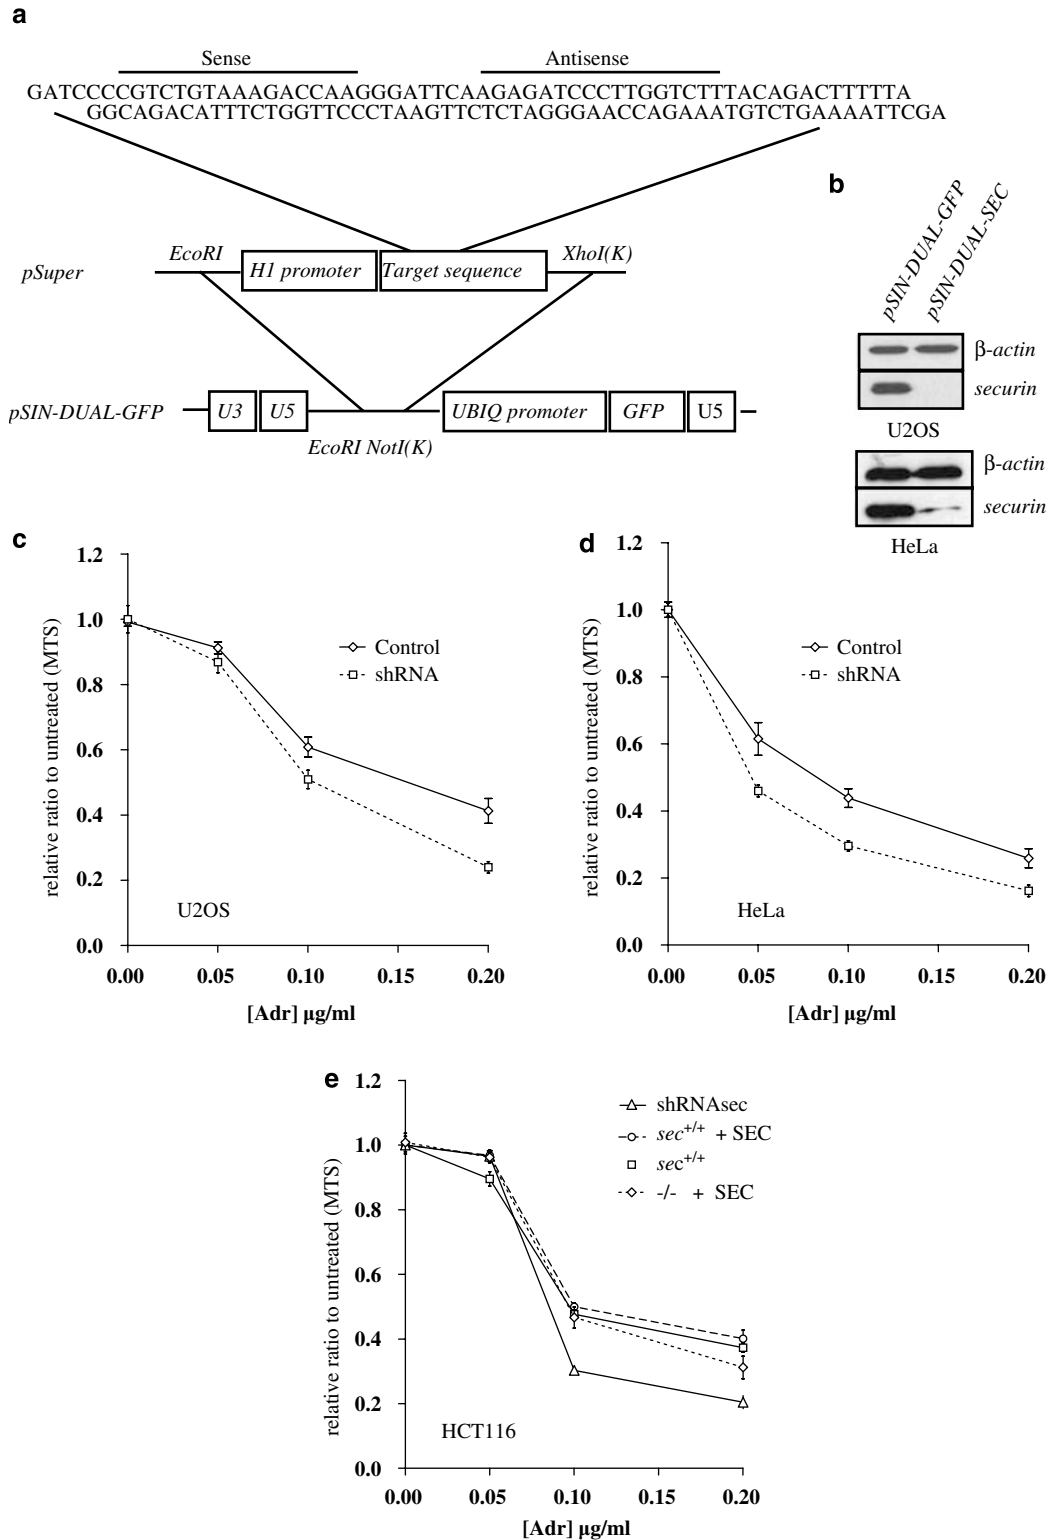 a
Sense Antisense
GATCCCCGTCTGTAAAGACCAAGGGATTCAAGAGATCCCTTGGTCTTTACAGACTTTTTA
GGCAGACATTTCTGGTTCCCTAAGTTCTCTAGGGAACCAGAAATGTCTGAAAATTCGA
pSuper
EcoRI
H1 promoter
Target sequence
XhoI(K)
pSIN-DUAL-GFP
U3
U5
EcoRI NotI(K)
UBIQ promoter
GFP
U5
b
pSIN-DUAL-GFP
pSIN-DUAL-SEC
β-actin
securin
U2OS
β-actin
securin
HeLa
c
relative ratio to untreated (MTS)
1.2
1.0
0.8
0.6
0.4
0.2
0.0
Control
shRNA
U2OS
0.00 0.05 0.10 0.15 0.20
[Adr] µg/ml
d
relative ratio to untreated (MTS)
1.2
1.0
0.8
0.6
0.4
0.2
0.0
Control
shRNA
HeLa
0.00 0.05 0.10 0.15 0.20
[Adr] µg/ml
e
relative ratio to untreated (MTS)
1.2
1.0
0.8
0.6
0.4
0.2
0.0
shRNAsec
sec+/+ + SEC
sec+/+
-/- + SEC
HCT116
0.00 0.05 0.10 0.15 0.20
[Adr] µg/ml